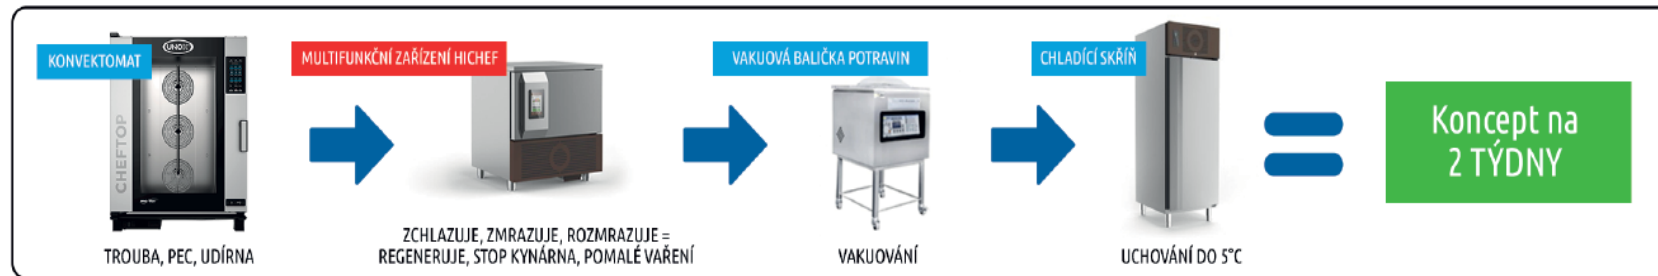 KONVEKTOMAT
UNOX
CHEFTOP
TROUBA, PEC, UDÍRNA
MULTIFUNKČNÍ ZAŘÍZENÍ HICHEF
ZCHLAZUJE, ZMRAZUJE, ROZMRAZUJE =
REGENERUJE, STOP KYNÁRNA, POMALÉ VAŘENÍ
VAKUOVÁ BALIČKA POTRAVIN
VAKUOVÁNÍ
CHLADÍCÍ SKŘÍŇ
UCHOVÁNÍ DO 5°C
Koncept na
2 TÝDNY